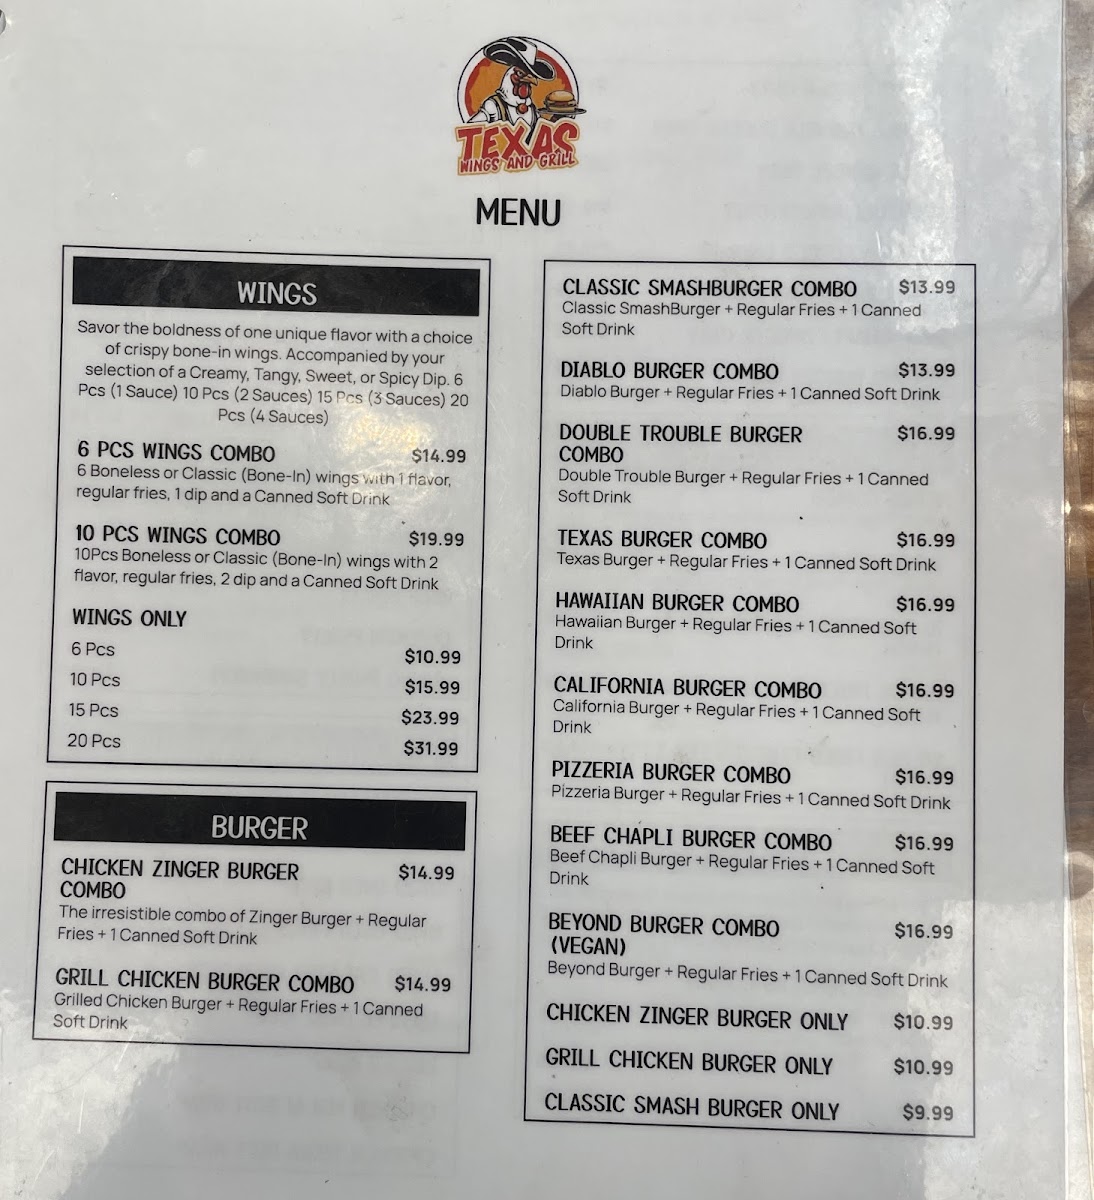 TEXAS
WINGS AND GRILL
MENU
WINGS
Savor the boldness of one unique flavor with a choice
of crispy bone-in wings. Accompanied by your
selection of a Creamy, Tangy, Sweet, or Spicy Dip. 6
Pcs (1 Sauce) 10 Pcs (2 Sauces) 15 Pcs (3 Sauces) 20
Pcs (4 Sauces)
6 PCS WINGS COMBO $14.99
6 Boneless or Classic (Bone-In) wings with 1 flavor,
regular fries, 1 dip and a Canned Soft Drink
10 PCS WINGS COMBO $19.99
10Pcs Boneless or Classic (Bone-In) wings with 2
flavor, regular fries, 2 dip and a Canned Soft Drink
WINGS ONLY
6 Pcs $10.99
10 Pcs $15.99
15 Pcs $23.99
20 Pcs $31.99
BURGER
CHICKEN ZINGER BURGER $14.99
COMBO
The irresistible combo of Zinger Burger + Regular
Fries + 1 Canned Soft Drink
GRILL CHICKEN BURGER COMBO $14.99
Grilled Chicken Burger + Regular Fries + 1 Canned
Soft Drink
CLASSIC SMASHBURGER COMBO $13.99
Classic SmashBurger + Regular Fries + 1 Canned
Soft Drink
DIABLO BURGER COMBO $13.99
Diablo Burger + Regular Fries + 1 Canned Soft Drink
DOUBLE TROUBLE BURGER $16.99
COMBO
Double Trouble Burger + Regular Fries + 1 Canned
Soft Drink
TEXAS BURGER COMBO $16.99
Texas Burger + Regular Fries + 1 Canned Soft Drink
HAWAIIAN BURGER COMBO $16.99
Hawaiian Burger + Regular Fries + 1 Canned Soft
Drink
CALIFORNIA BURGER COMBO $16.99
California Burger + Regular Fries + 1 Canned Soft
Drink
PIZZERIA BURGER COMBO $16.99
Pizzeria Burger + Regular Fries + 1 Canned Soft Drink
BEEF CHAPLI BURGER COMBO $16.99
Beef Chapli Burger + Regular Fries + 1 Canned Soft
Drink
BEYOND BURGER COMBO $16.99
(VEGAN)
Beyond Burger + Regular Fries + 1 Canned Soft Drink
CHICKEN ZINGER BURGER ONLY $10.99
GRILL CHICKEN BURGER ONLY $10.99
CLASSIC SMASH BURGER ONLY $9.99